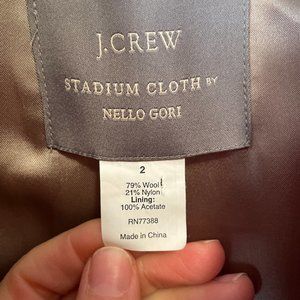 J.CREW
STADIUM CLOTH BY
NELLO GORI
2
79% Wool
21% Nylon
Lining:
100% Acetate
RN77388
Made in China